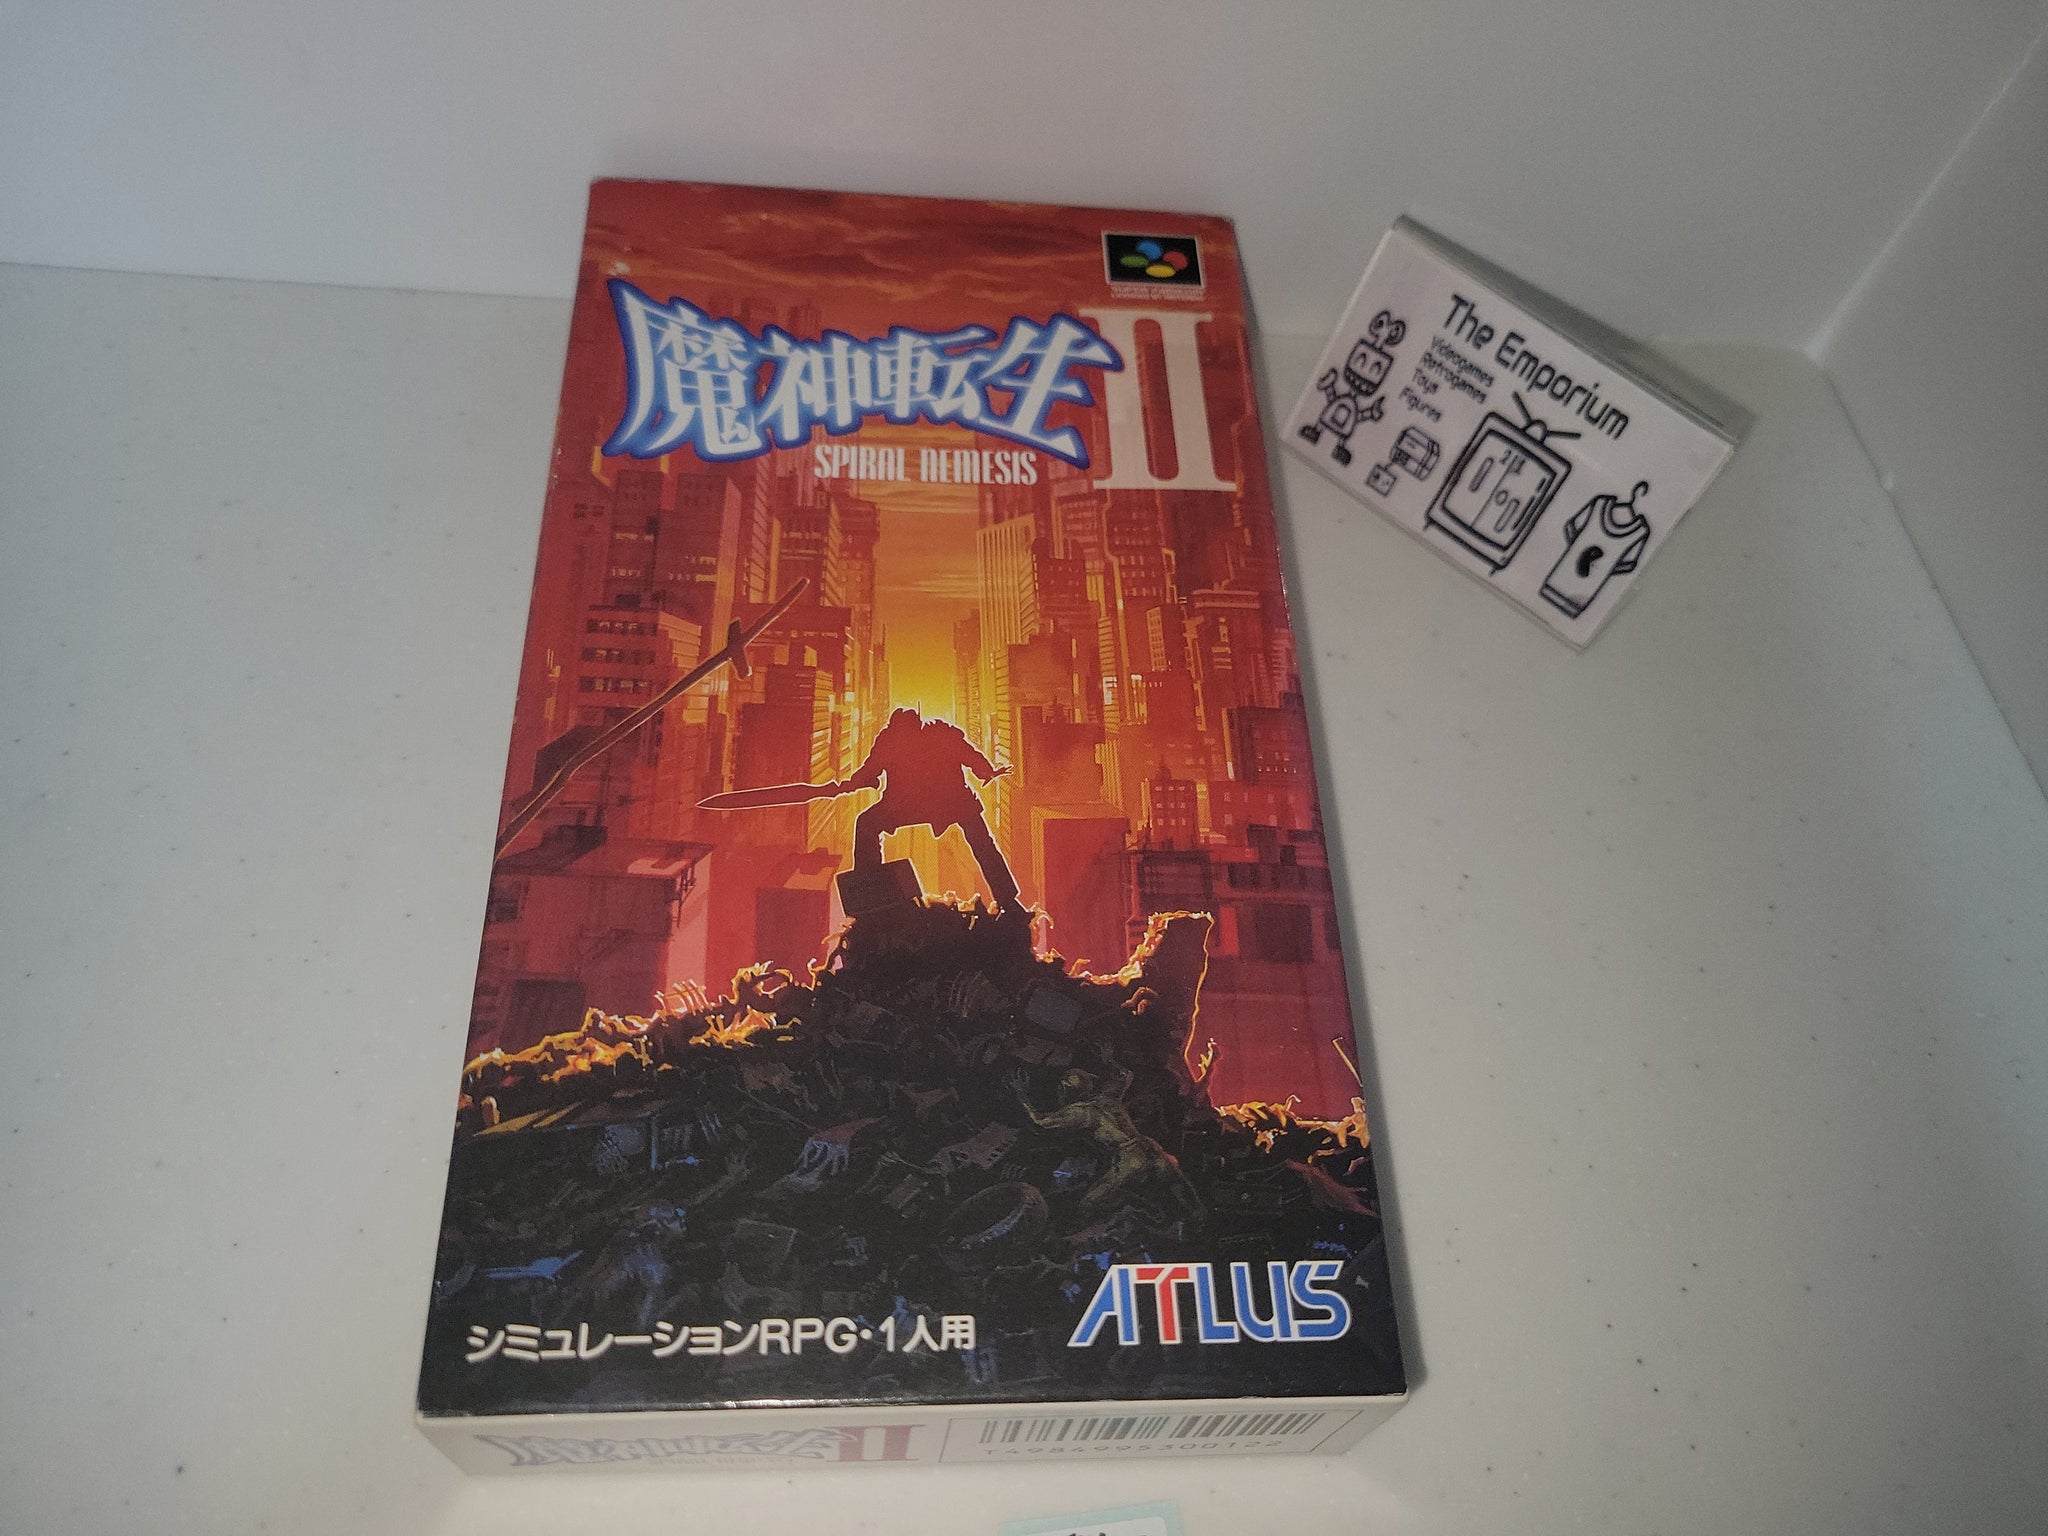 魔神転生II
SPIRAL NEMESIS
シミュレーションRPG・1人用
ATLUS
魔神転生II
T4984995300122
The Emporium
Videogames
Retrogames
Toys
Figures